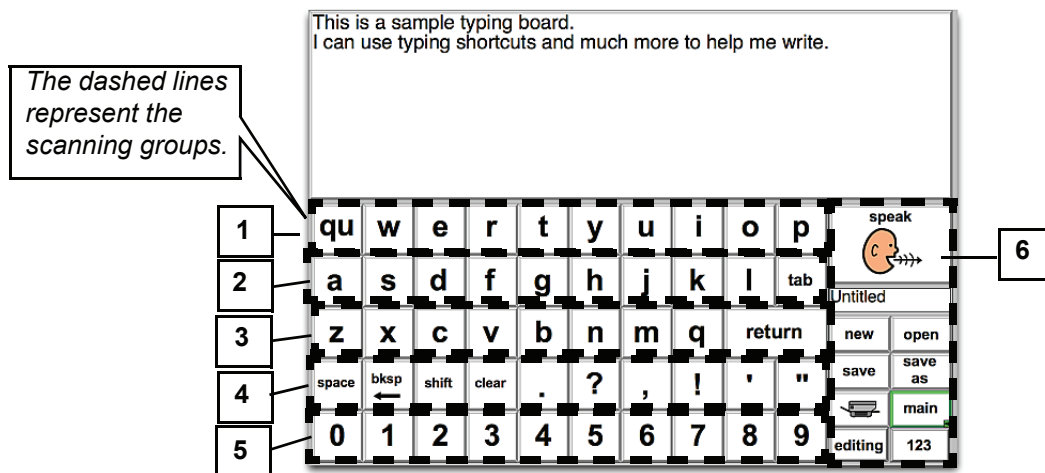 This is a sample typing board.
I can use typing shortcuts and much more to help me write.
The dashed lines
represent the
scanning groups.
1
qu w e r t y u i o p
speak
6
2
a s d f g h j k l tab
Untitled
3
z x c v b n m q return
new open
save save as
4
space bksp shift clear . ? , ! ' "
main
5
0 1 2 3 4 5 6 7 8 9
editing 123